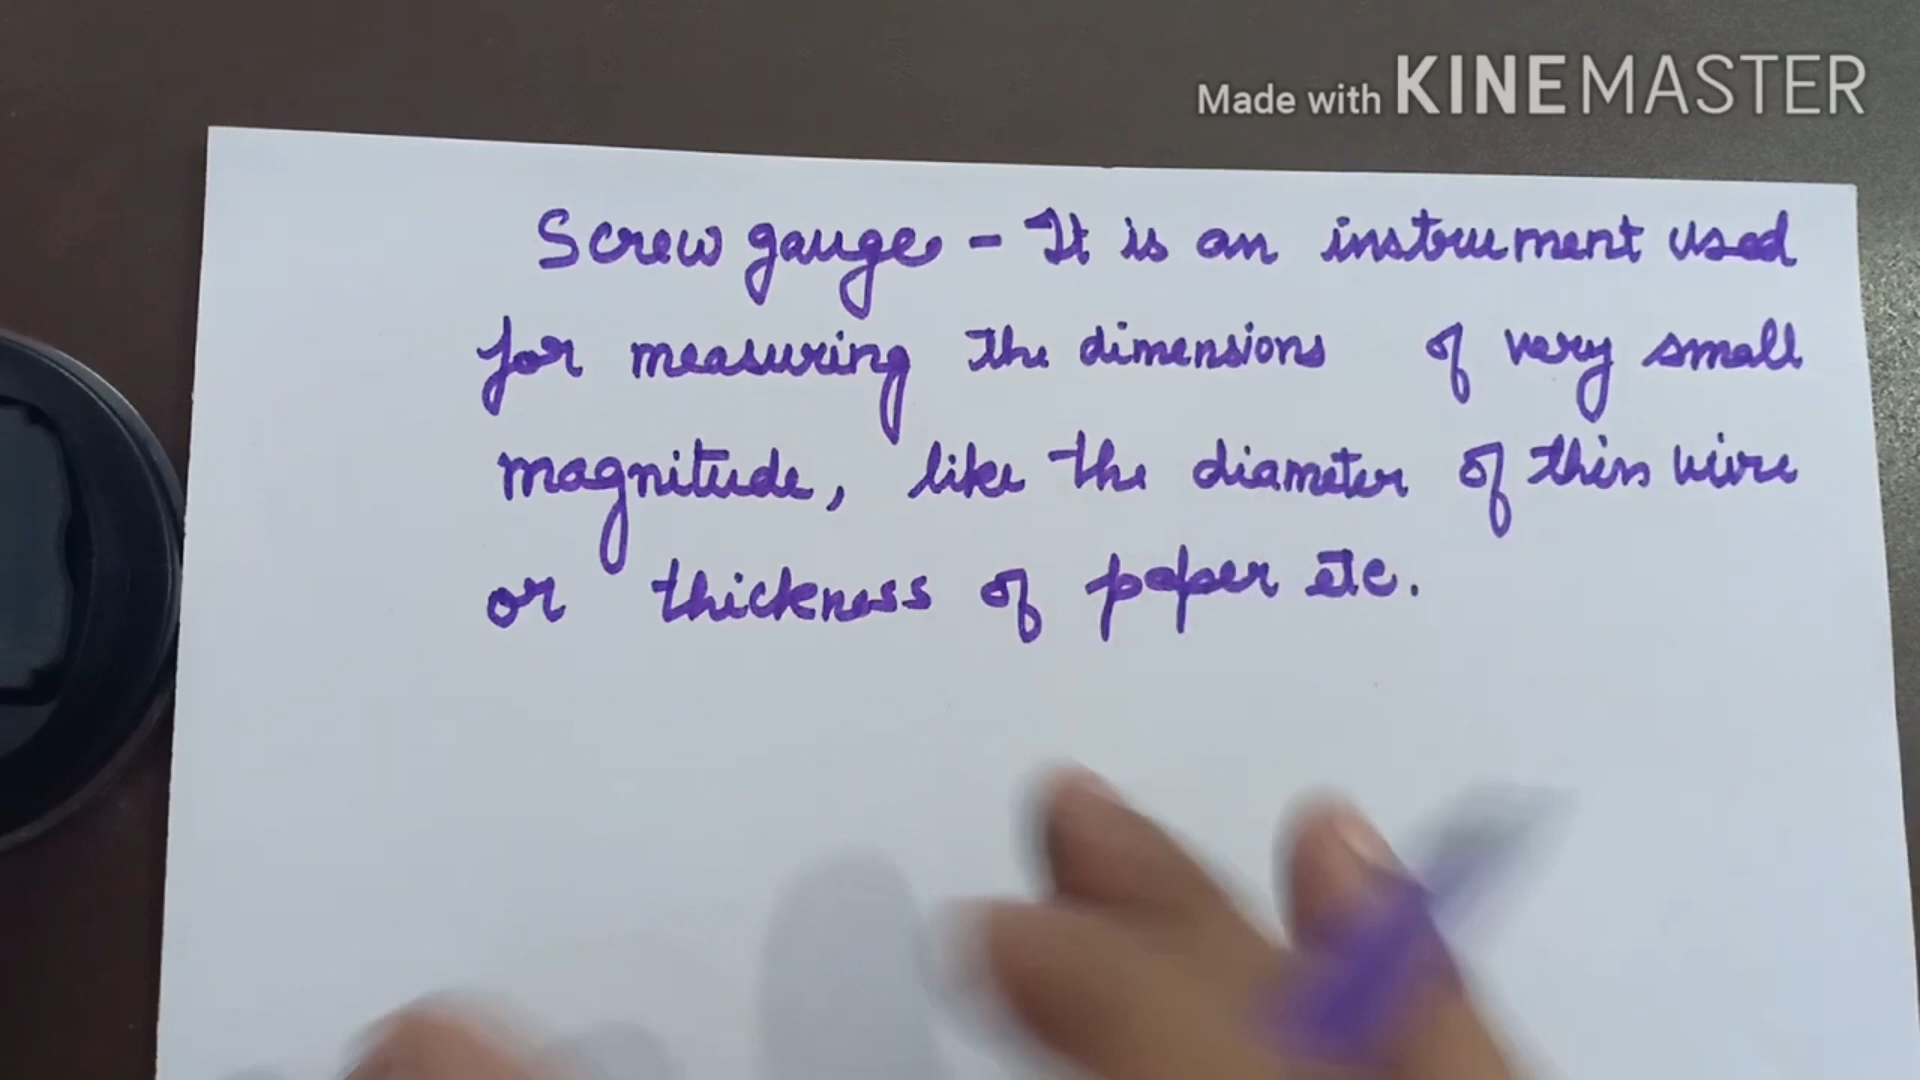 Made with KINEMASTER
Screw gauge - It is an instrument used
for measuring the dimensions of very small
magnitude, like the diameter of thin wire
or thickness of paper etc.